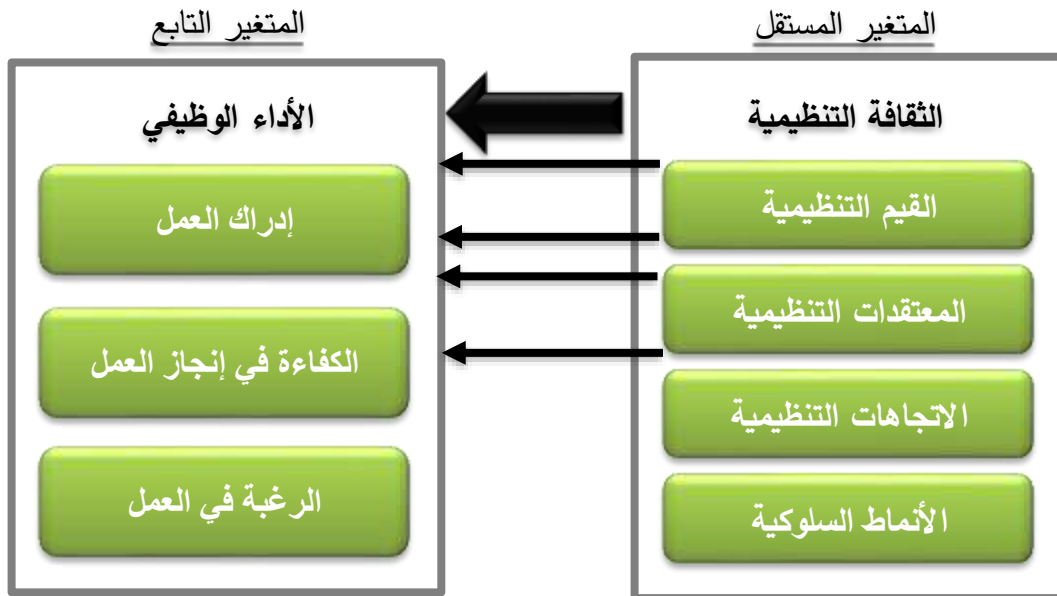 المتغير المستقل
الثقافة التنظيمية
القيم التنظيمية
المعتقدات التنظيمية
الاتجاهات التنظيمية
الأنماط السلوكية
المتغير التابع
الأداء الوظيفي
إدراك العمل
الكفاءة في إنجاز العمل
الرغبة في العمل